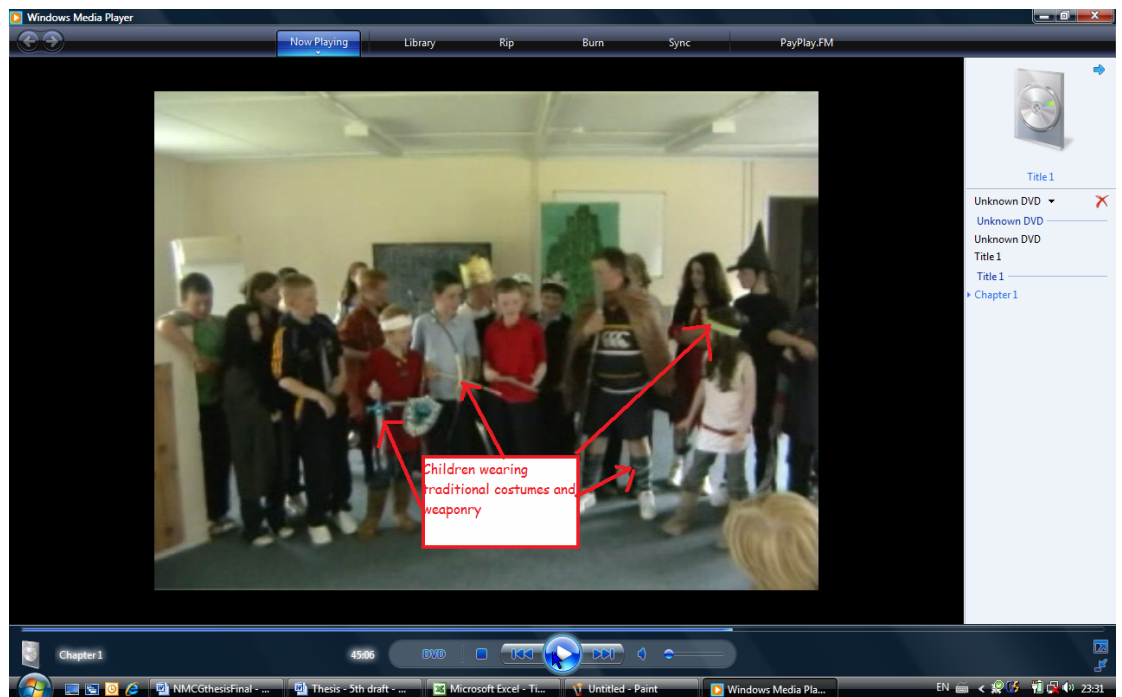 Windows Media Player
Now Playing Library Rip Burn Sync PayPlay.FM
Title 1
Unknown DVD
Unknown DVD
Unknown DVD
Title 1
Title 1
Chapter 1
Children wearing
traditional costumes and
weaponry
Chapter 1 45:06 DVD
NMCGthesisFinal - ... Thesis - 5th draft - ... Microsoft Excel - Ti... Untitled - Paint Windows Media Pla... EN 23:31